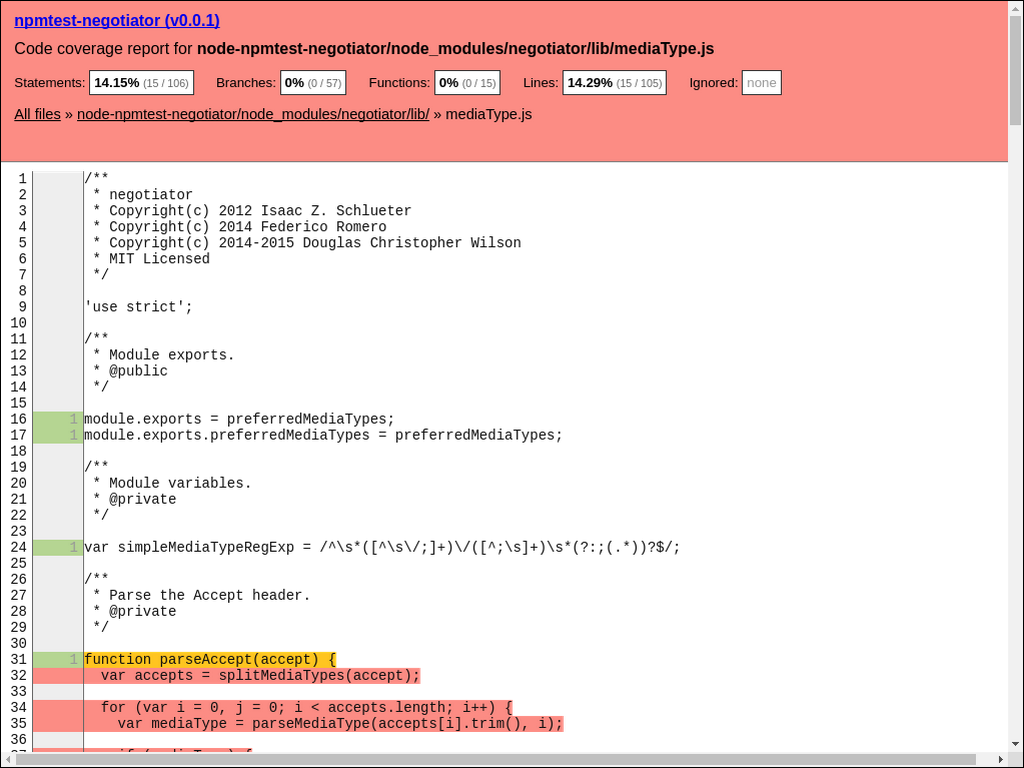 npmtest-negotiator (v0.0.1)
Code coverage report for node-npmtest-negotiator/node_modules/negotiator/lib/mediaType.js
Statements: 14.15% (15 / 106) Branches: 0% (0 / 57) Functions: 0% (0 / 15) Lines: 14.29% (15 / 105) Ignored: none
All files » node-npmtest-negotiator/node_modules/negotiator/lib/ » mediaType.js
1 /**
2 * negotiator
3 * Copyright(c) 2012 Isaac Z. Schlueter
4 * Copyright(c) 2014 Federico Romero
5 * Copyright(c) 2014-2015 Douglas Christopher Wilson
6 * MIT Licensed
7 */
8
9 'use strict';
10
11 /**
12 * Module exports.
13 * @public
14 */
15
16 1 module.exports = preferredMediaTypes;
17 1 module.exports.preferredMediaTypes = preferredMediaTypes;
18
19 /**
20 * Module variables.
21 * @private
22 */
23
24 1 var simpleMediaTypeRegExp = /^\s*([^\s\/;]+)\/([^;\s]+)\s*(?:;(.*))?$/;
25
26 /**
27 * Parse the Accept header.
28 * @private
29 */
30
31 1 function parseAccept(accept) {
32 var accepts = splitMediaTypes(accept);
33
34 for (var i = 0, j = 0; i < accepts.length; i++) {
35 var mediaType = parseMediaType(accepts[i].trim(), i);
36